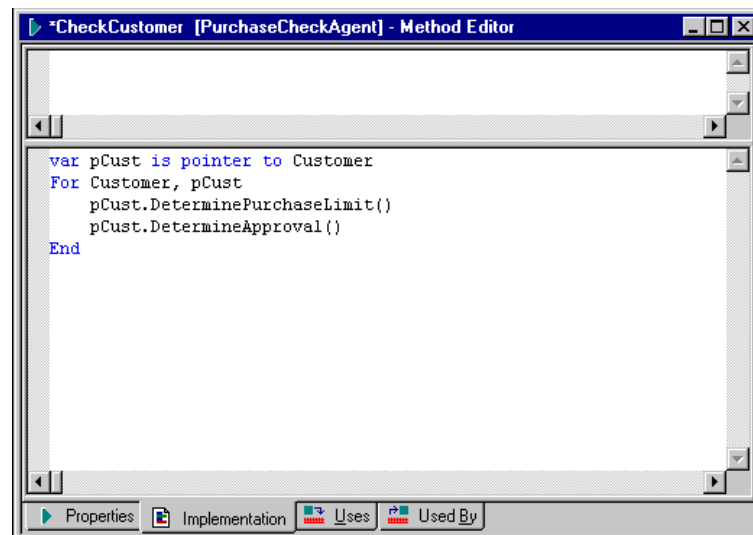 *CheckCustomer [PurchaseCheckAgent] - Method Editor
var pCust is pointer to Customer
For Customer, pCust
    pCust.DeterminePurchaseLimit()
    pCust.DetermineApproval()
End
Properties Implementation Uses Used By